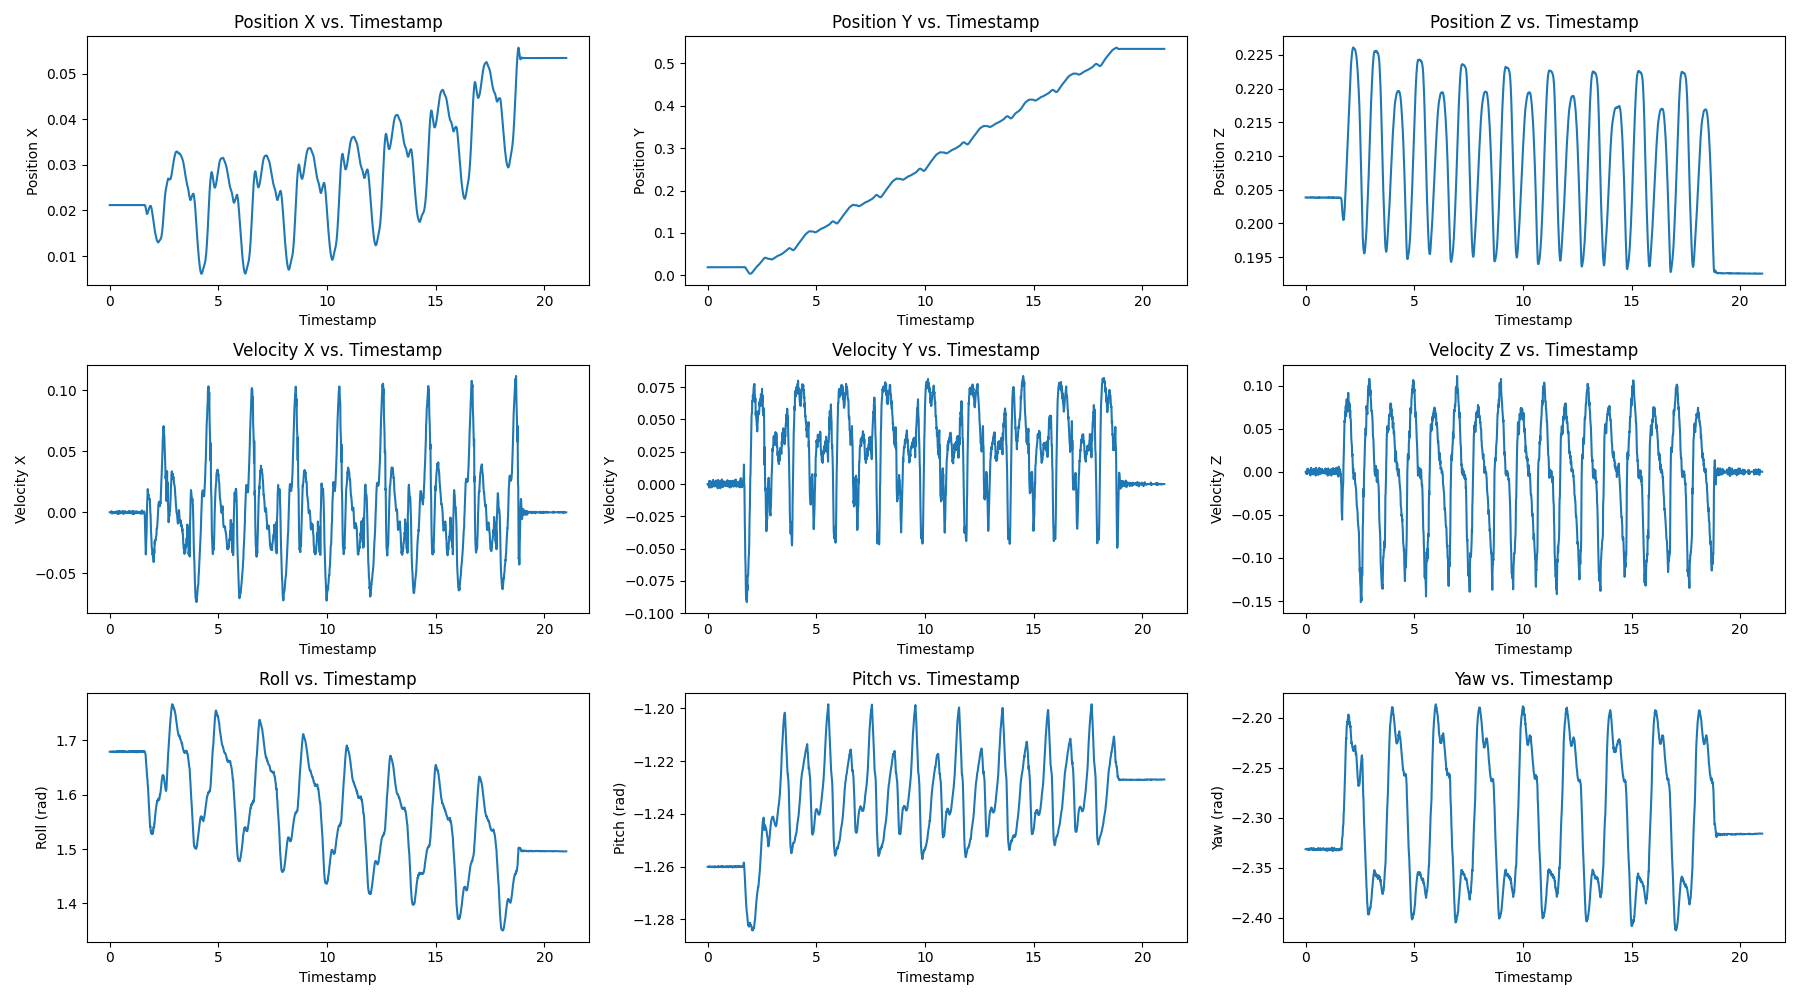 Position X vs. Timestamp
Position X
0.05
0.04
0.03
0.02
0.01
0 5 10 15 20
Timestamp
Position Y vs. Timestamp
Position Y
0.5
0.4
0.3
0.2
0.1
0.0
0 5 10 15 20
Timestamp
Position Z vs. Timestamp
Position Z
0.225
0.220
0.215
0.210
0.205
0.200
0.195
0 5 10 15 20
Timestamp
Velocity X vs. Timestamp
Velocity X
0.10
0.05
0.00
−0.05
0 5 10 15 20
Timestamp
Velocity Y vs. Timestamp
Velocity Y
0.075
0.050
0.025
0.000
−0.025
−0.050
−0.075
−0.100
0 5 10 15 20
Timestamp
Velocity Z vs. Timestamp
Velocity Z
0.10
0.05
0.00
−0.05
−0.10
−0.15
0 5 10 15 20
Timestamp
Roll vs. Timestamp
Roll (rad)
1.7
1.6
1.5
1.4
0 5 10 15 20
Timestamp
Pitch vs. Timestamp
Pitch (rad)
−1.20
−1.22
−1.24
−1.26
−1.28
0 5 10 15 20
Timestamp
Yaw vs. Timestamp
Yaw (rad)
−2.20
−2.25
−2.30
−2.35
−2.40
0 5 10 15 20
Timestamp